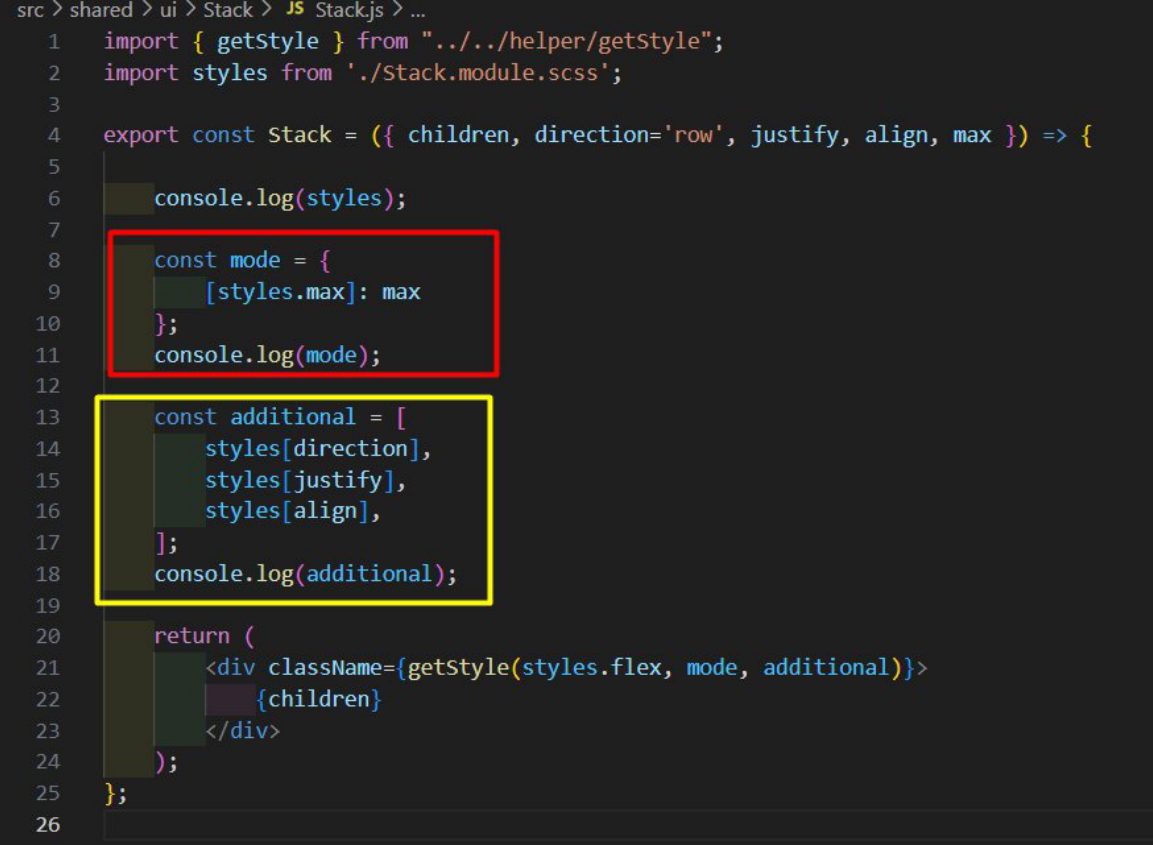 src > shared > ui > Stack > JS Stack.js > ...
1 import { getStyle } from "../../helper/getStyle";
2 import styles from './Stack.module.scss';
3
4 export const Stack = ({ children, direction='row', justify, align, max }) => {
5
6     console.log(styles);
7
8     const mode = {
9         [styles.max]: max
10     };
11     console.log(mode);
12
13     const additional = [
14         styles[direction],
15         styles[justify],
16         styles[align],
17     ];
18     console.log(additional);
19
20     return (
21         <div className={getStyle(styles.flex, mode, additional)}>
22             {children}
23         </div>
24     );
25 };
26